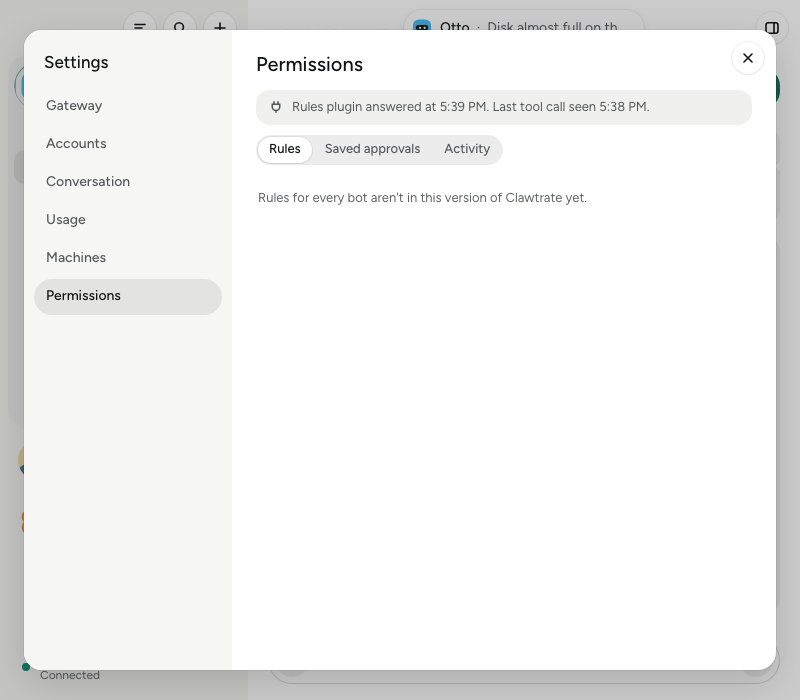 Otto · Disk almost full on th
Settings
Gateway
Accounts
Conversation
Usage
Machines
Permissions
Permissions
Rules plugin answered at 5:39 PM. Last tool call seen 5:38 PM.
Rules
Saved approvals
Activity
Rules for every bot aren't in this version of Clawtrate yet.
Connected